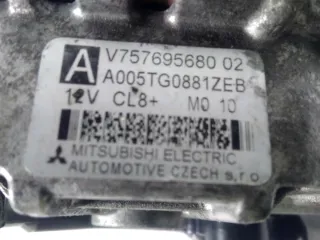 A
V757695680 02
A005TG0881ZEB
12V CL8+ M0 10
MITSUBISHI ELECTRIC
AUTOMOTIVE CZECH s.r.o